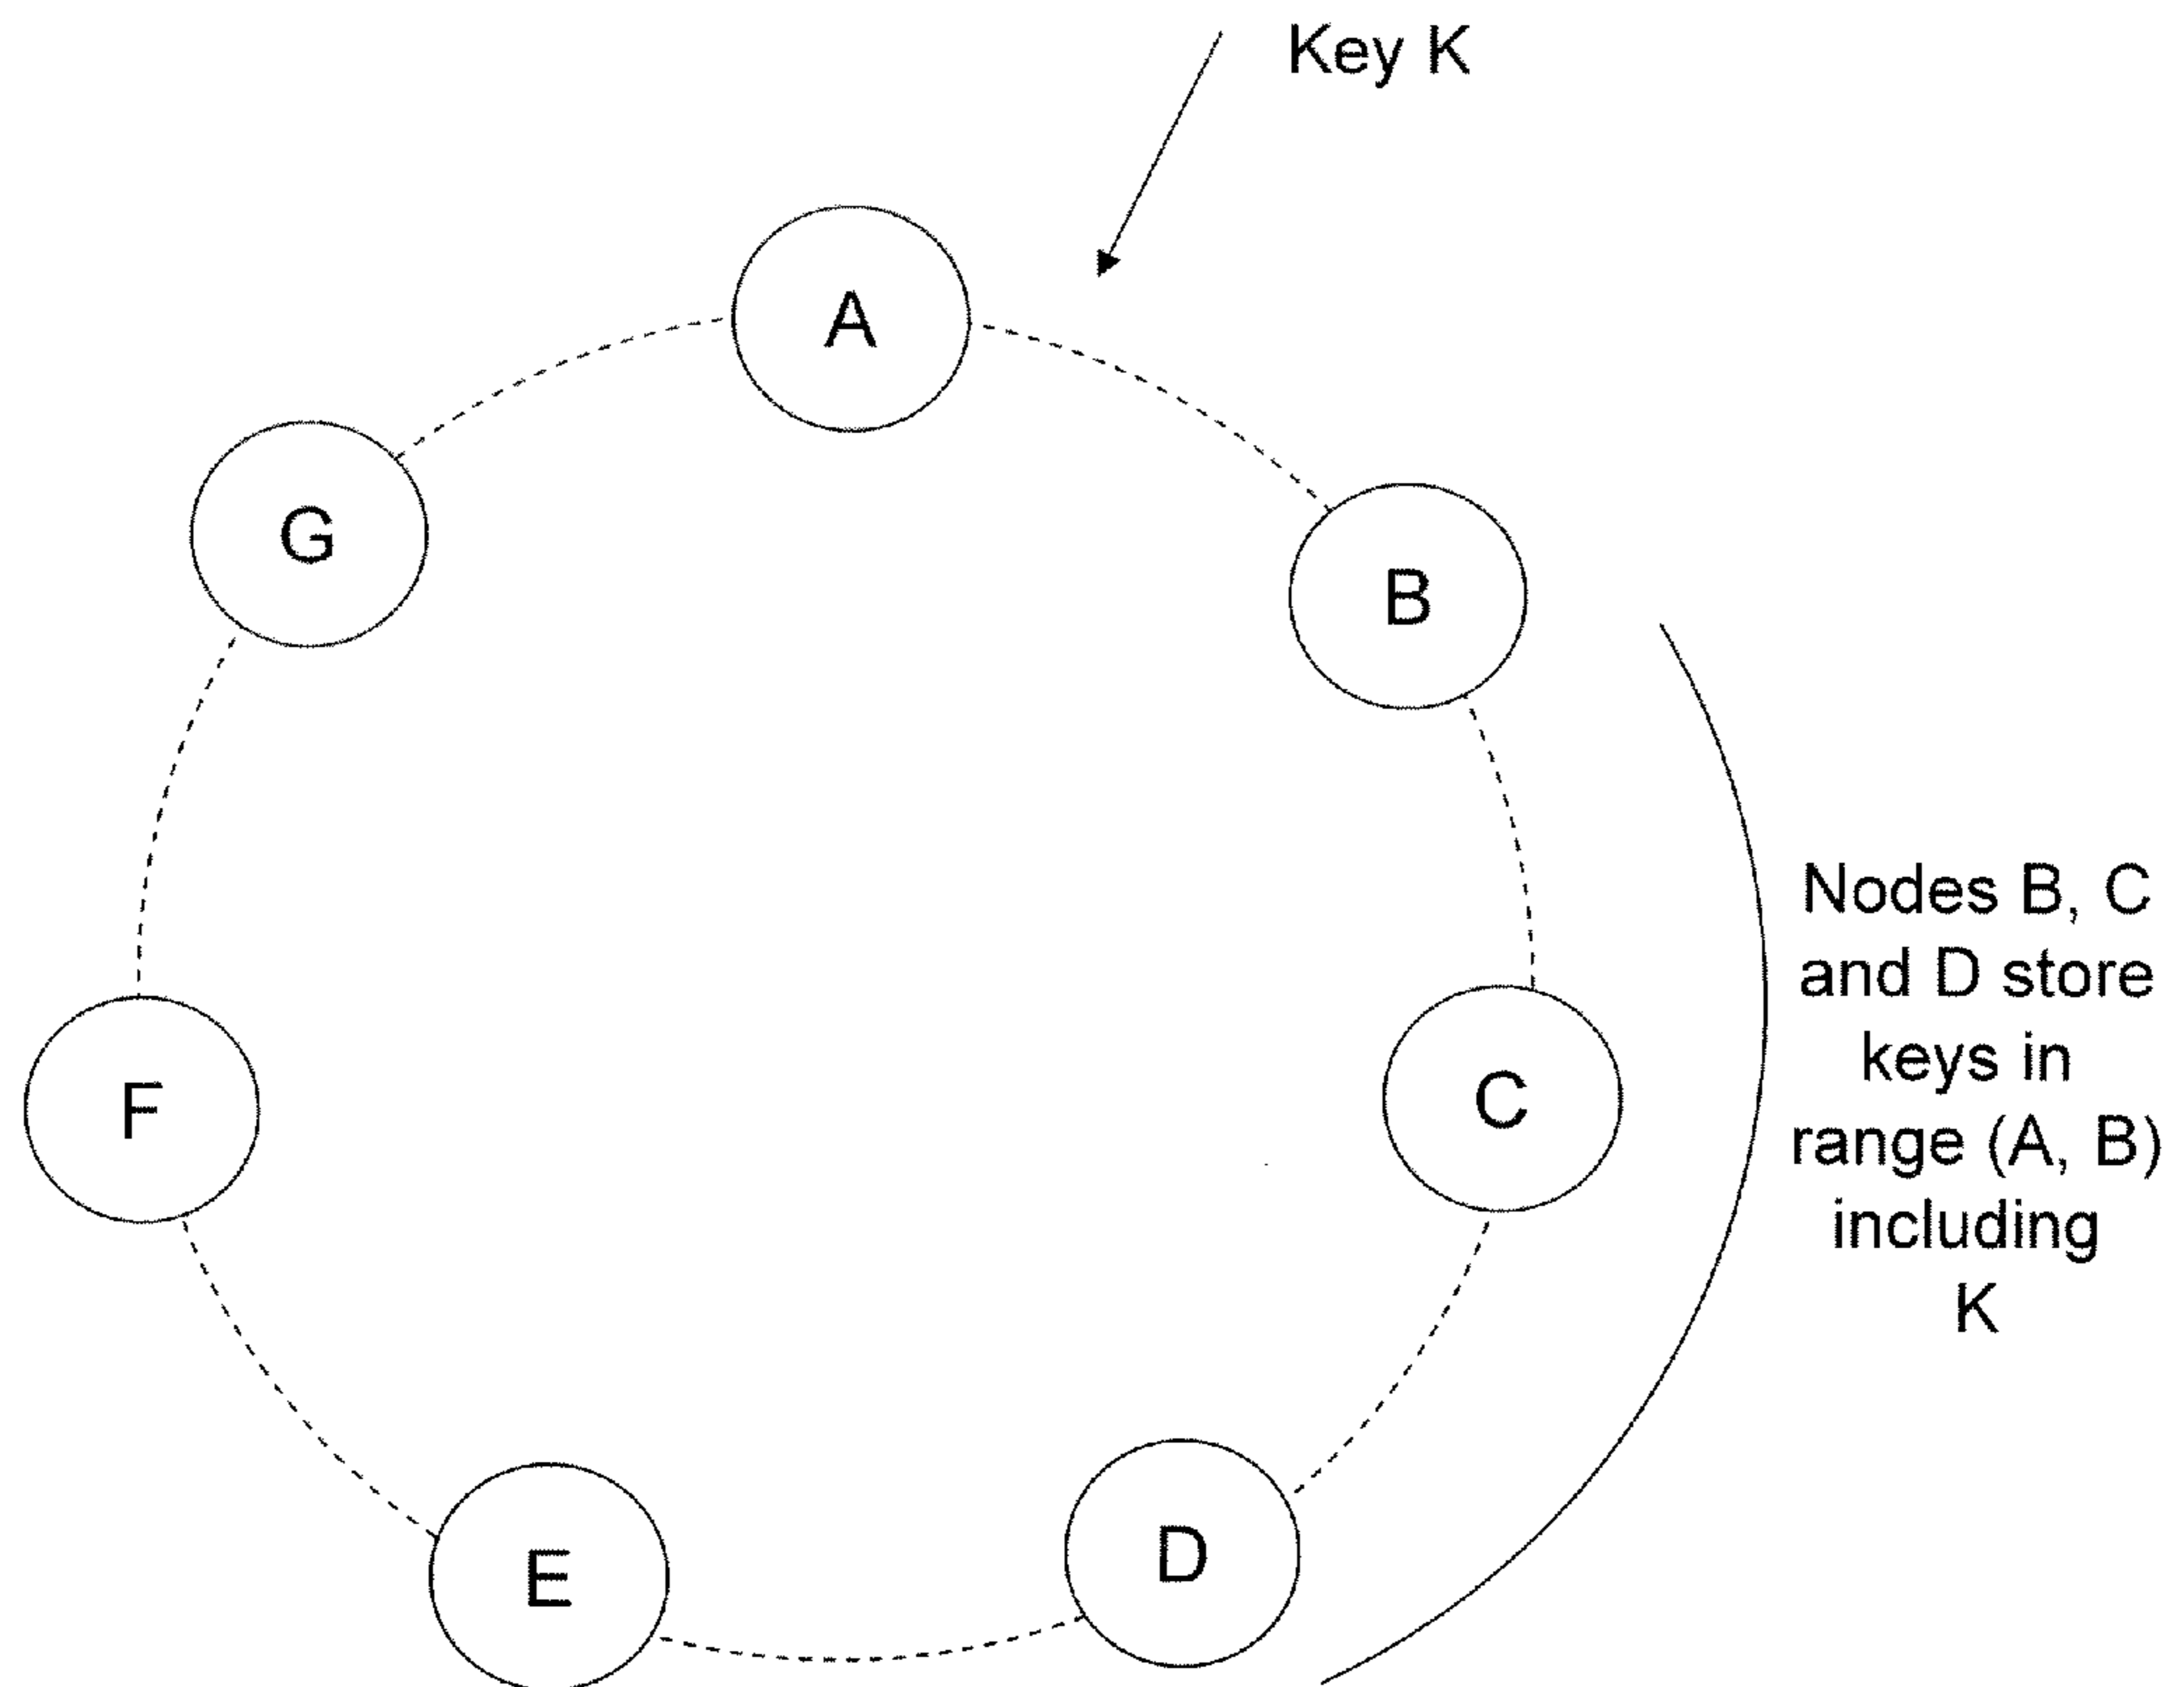 Key K
A
G
B
Nodes B, C
and D store
keys in
range (A, B)
including
K
C
F
D
E